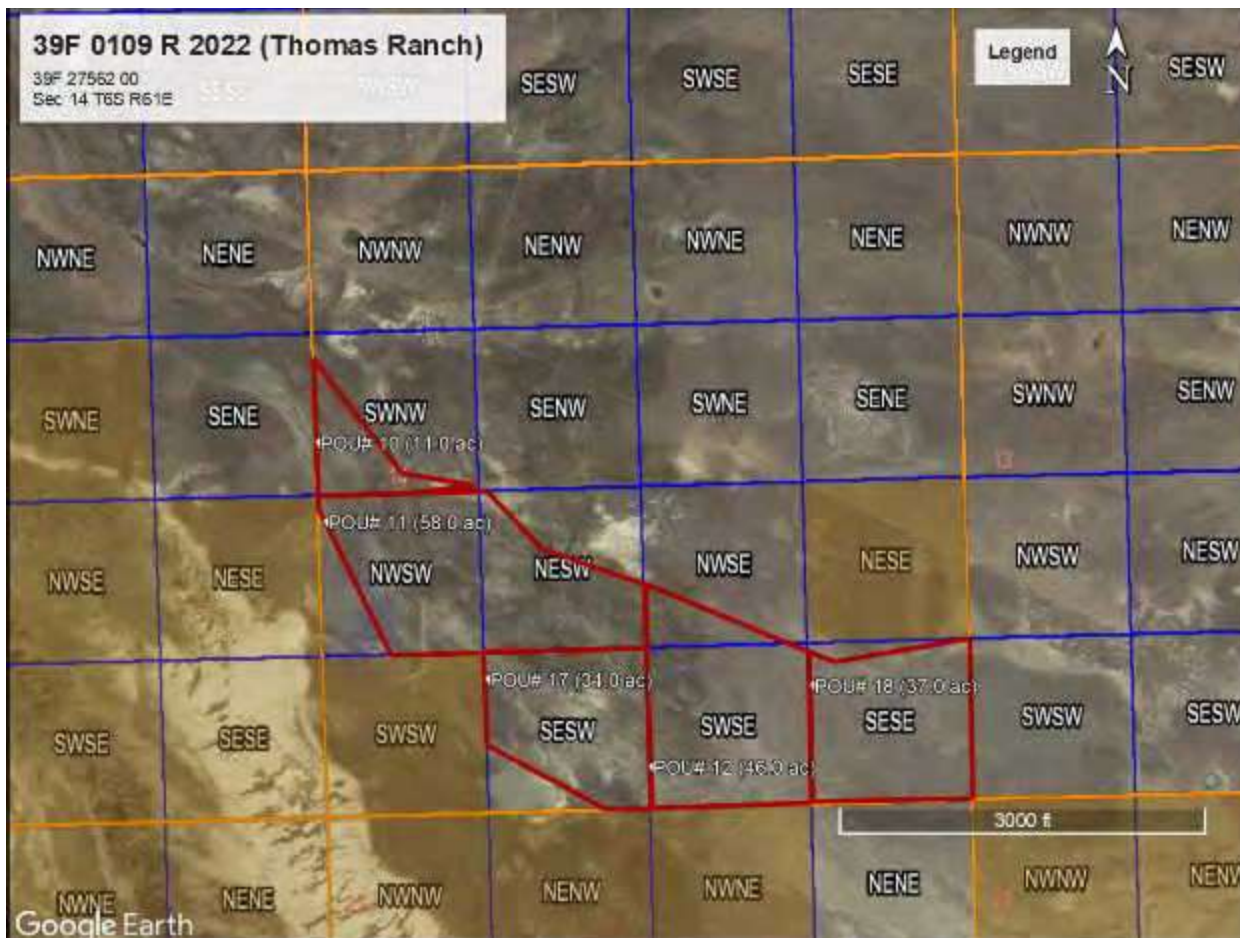 39F 0109 R 2022 (Thomas Ranch)
39F 27562 00
Sec 14 T6S R61E
Legend
N
SESW
SWSE
SESE
SESW
NWNE
NENE
NWNW
NENW
NWNE
NENE
NWNW
NENW
SWNE
SENE
SWNW
SENW
SWNE
SENE
SWNW
SENW
POU# 10 (11.0 ac)
13
POU# 11 (58.0 ac)
NWSE
NESE
NWSW
NESW
NWSE
NESE
NWSW
NESW
POU# 17 (34.0 ac)
POU# 18 (37.0 ac)
SWSE
SESE
SWSW
SESW
SWSE
SESE
SWSW
SESW
POU# 12 (46.0 ac)
3000 ft
NWNE
NENE
NWNW
NENW
NWNE
NENE
NWNW
NENW
Google Earth